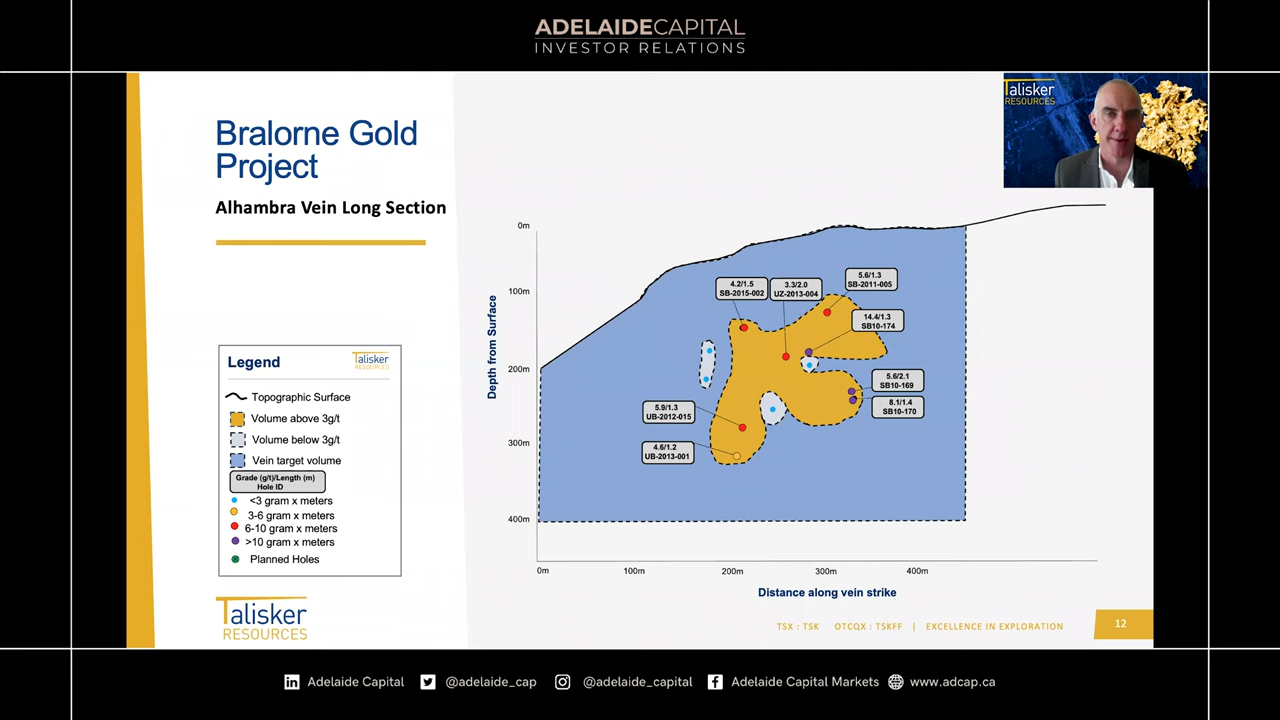 ADELAIDECAPITAL
INVESTOR RELATIONS
Talisker
RESOURCES
Bralorne Gold
Project
Alhambra Vein Long Section
Legend
Talisker
RESOURCES
Topographic Surface
Volume above 3g/t
Volume below 3g/t
Vein target volume
Grade (g/t)/Length (m)
Hole ID
<3 gram x meters
3-6 gram x meters
6-10 gram x meters
>10 gram x meters
Planned Holes
Talisker
RESOURCES
Depth from Surface
0m
100m
200m
300m
400m
4.2/1.5
SB-2015-002
3.3/2.0
UZ-2013-004
5.6/1.3
SB-2011-005
14.4/1.3
SB10-174
5.6/2.1
SB10-169
8.1/1.4
SB10-170
5.9/1.3
UB-2012-015
4.6/1.2
UB-2013-001
0m
100m
200m
300m
400m
Distance along vein strike
TSX : TSK OTCQX : TSKFF | EXCELLENCE IN EXPLORATION
12
Adelaide Capital
@adelaide_cap
@adelaide_capital
Adelaide Capital Markets
www.adcap.ca